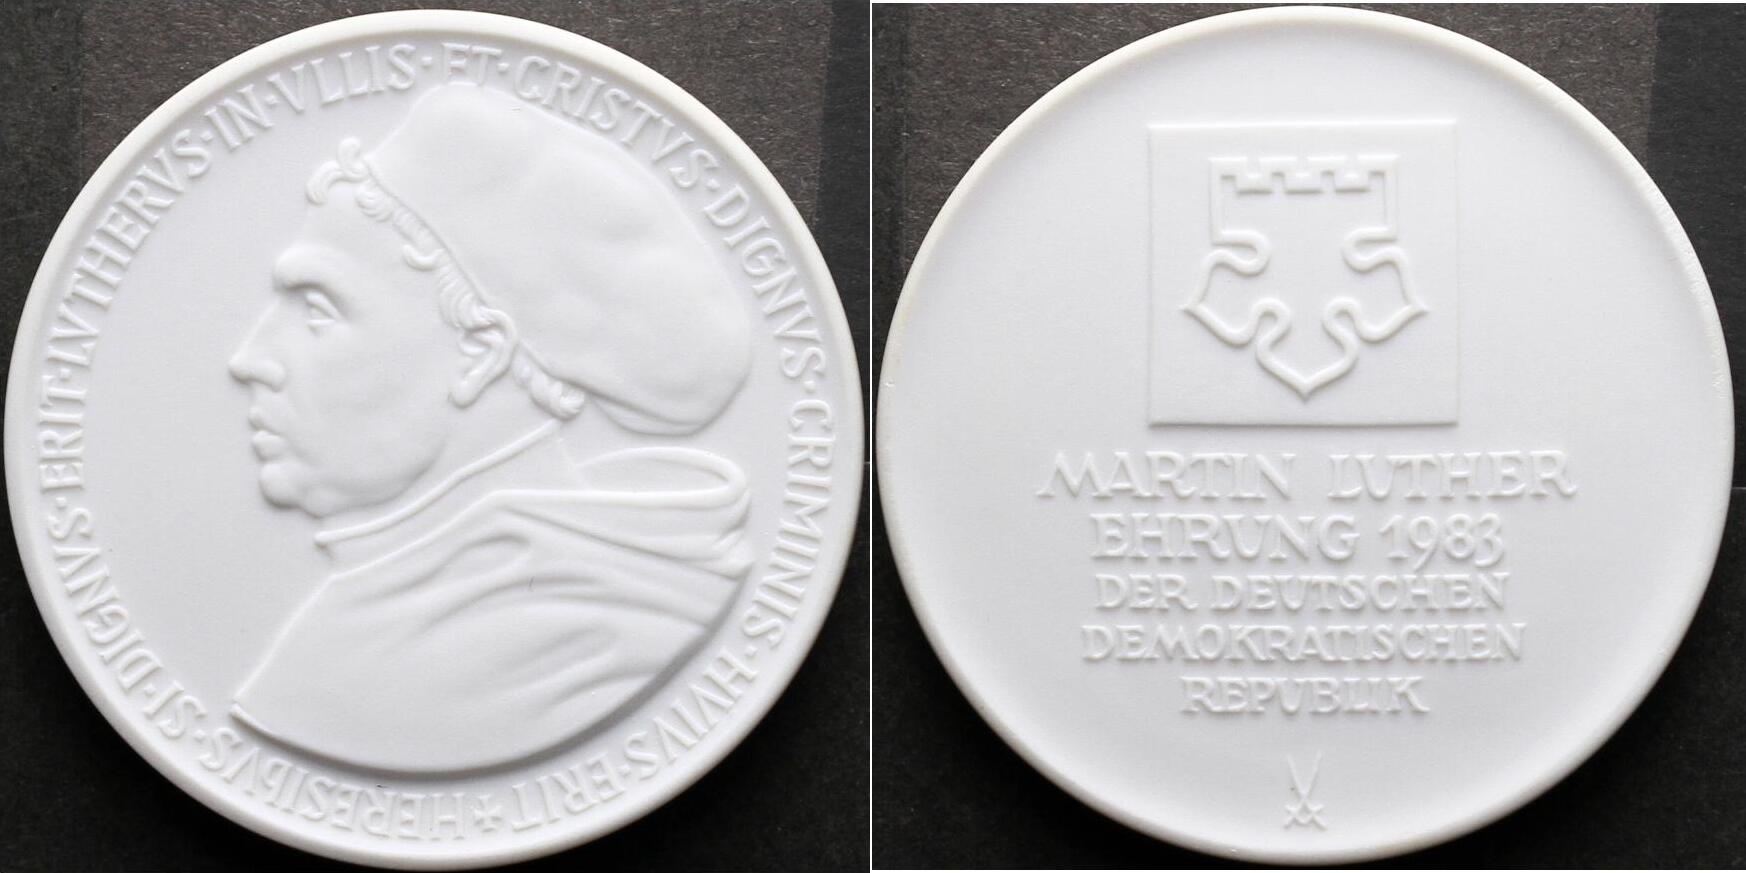 HERESIBVS · SI · DIGNVS · ERIT · LVTHERVS · IN · VLLIS · ET · CRISTVS · DIGNVS · CRIMINIS · HVIVS · ERIT ✠
MARTIN LUTHER
EHRUNG 1983
DER DEUTSCHEN
DEMOKRATISCHEN
REPUBLIK